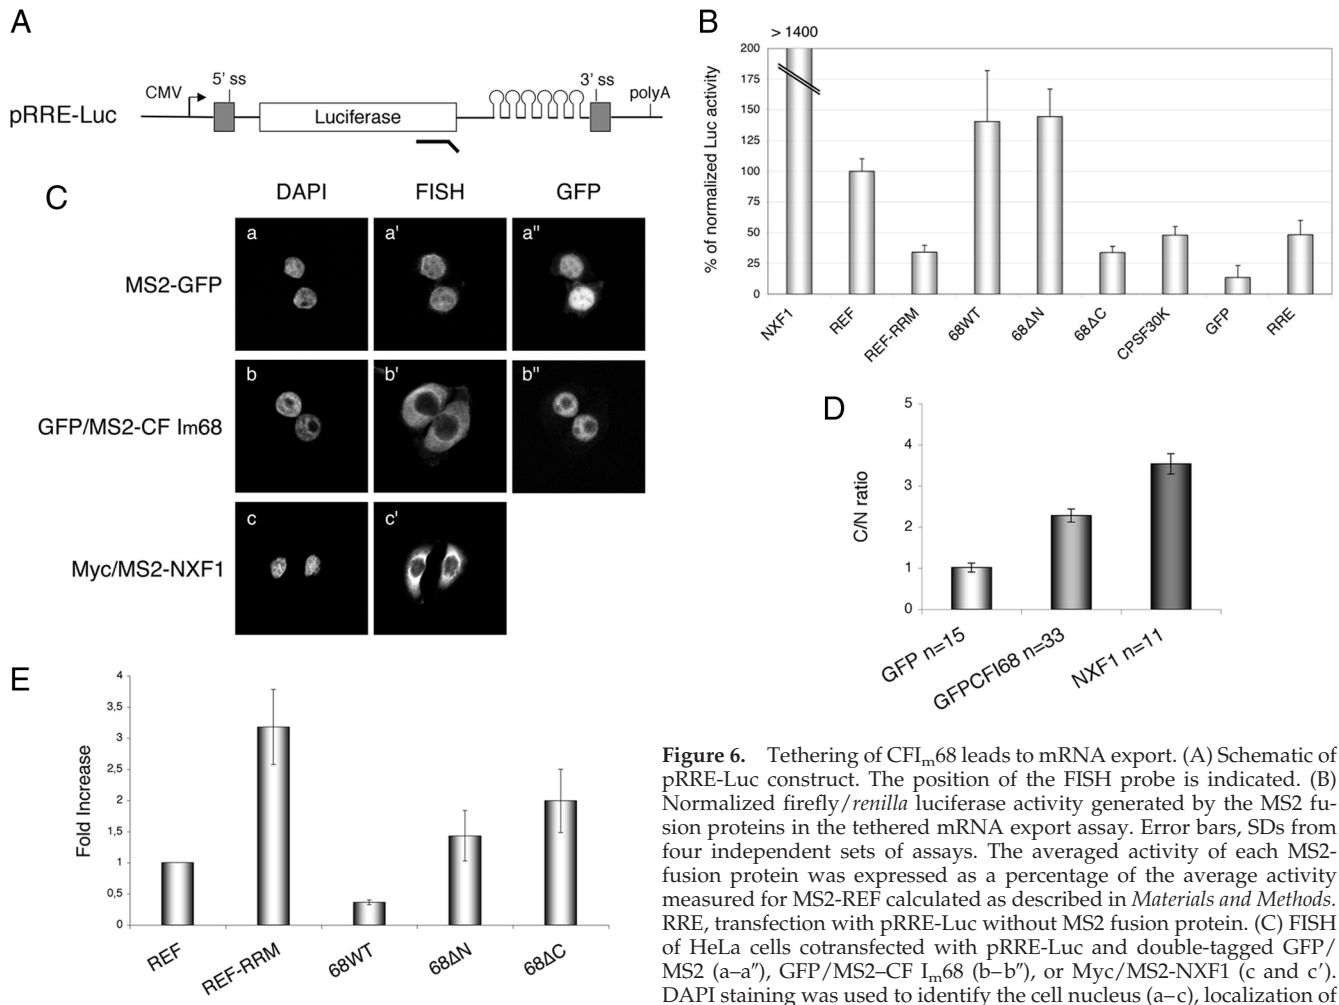 A
pRRE-Luc
CMV
5' ss
Luciferase
3' ss
polyA
B
> 1400
% of normalized Luc activity
200
175
150
125
100
75
50
25
0
NXF1
REF
REF-RRM
68WT
68ΔN
68ΔC
CPSF30K
GFP
RRE
C
DAPI
FISH
GFP
MS2-GFP
a
a'
a"
GFP/MS2-CF Im68
b
b'
b"
Myc/MS2-NXF1
c
c'
D
C/N ratio
5
4
3
2
1
0
GFP n=15
GFPCFI68 n=33
NXF1 n=11
E
Fold Increase
4
3,5
3
2,5
2
1,5
1
0,5
0
REF
REF-RRM
68WT
68ΔN
68ΔC
Figure 6. Tethering of CFIm68 leads to mRNA export. (A) Schematic of
pRRE-Luc construct. The position of the FISH probe is indicated. (B)
Normalized firefly/renilla luciferase activity generated by the MS2 fu-
sion proteins in the tethered mRNA export assay. Error bars, SDs from
four independent sets of assays. The averaged activity of each MS2-
fusion protein was expressed as a percentage of the average activity
measured for MS2-REF calculated as described in Materials and Methods.
RRE, transfection with pRRE-Luc without MS2 fusion protein. (C) FISH
of HeLa cells cotransfected with pRRE-Luc and double-tagged GFP/
MS2 (a–a″), GFP/MS2–CF Im68 (b–b″), or Myc/MS2-NXF1 (c and c').
DAPI staining was used to identify the cell nucleus (a–c), localization of